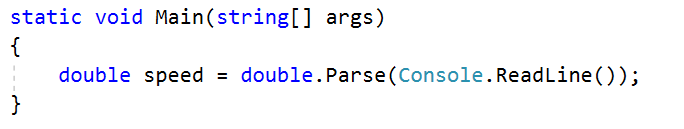 static void Main(string[] args)
{
    double speed = double.Parse(Console.ReadLine());
}